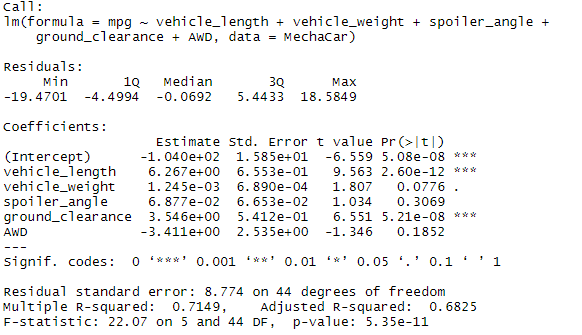 Call:
lm(formula = mpg ~ vehicle_length + vehicle_weight + spoiler_angle +
    ground_clearance + AWD, data = MechaCar)

Residuals:
     Min       1Q   Median       3Q      Max
-19.4701  -4.4994  -0.0692   5.4433  18.5849

Coefficients:
                   Estimate Std. Error t value Pr(>|t|)
(Intercept)      -1.040e+02  1.585e+01  -6.559 5.08e-08 ***
vehicle_length    6.267e+00  6.553e-01   9.563 2.60e-12 ***
vehicle_weight    1.245e-03  6.890e-04   1.807   0.0776 .
spoiler_angle     6.877e-02  6.653e-02   1.034   0.3069
ground_clearance  3.546e+00  5.412e-01   6.551 5.21e-08 ***
AWD              -3.411e+00  2.535e+00  -1.346   0.1852
---
Signif. codes:  0 ‘***’ 0.001 ‘**’ 0.01 ‘*’ 0.05 ‘.’ 0.1 ‘ ’ 1

Residual standard error: 8.774 on 44 degrees of freedom
Multiple R-squared:  0.7149,    Adjusted R-squared:  0.6825
F-statistic: 22.07 on 5 and 44 DF,  p-value: 5.35e-11